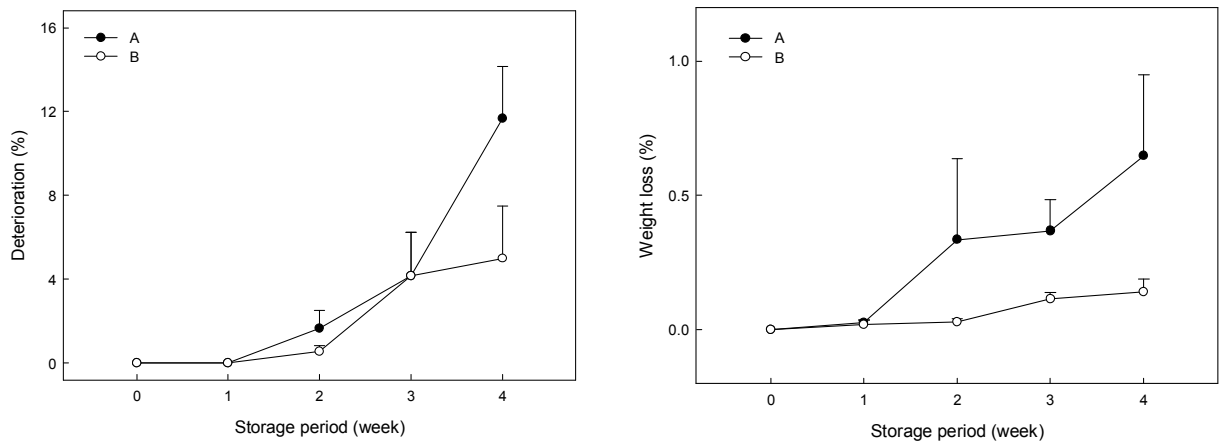 16
12
8
4
0
Deterioration (%)
A
B
0 1 2 3 4
Storage period (week)
1.0
0.5
0.0
Weight loss (%)
A
B
0 1 2 3 4
Storage period (week)